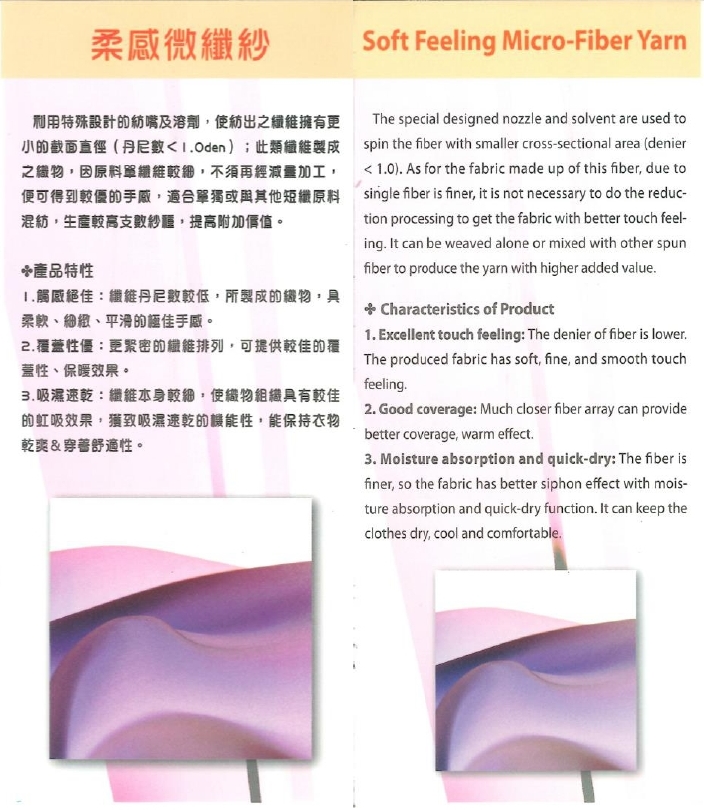 柔感微纖紗
利用特殊設計的紡嘴及溶劑，使紡出之纖維擁有更
小的截面直徑（丹尼數＜1.0den）；此類纖維製成
之織物，因原料單纖維較細，不須再經減量加工，
便可得到較優的手感，適合單獨或與其他短纖原料
混紡，生產較高支數紗種，提高附加價值。
✤產品特性
1.觸感絕佳：纖維丹尼數較低，所製成的織物，具
柔軟、細緻、平滑的極佳手感。
2.覆蓋性優：更緊密的纖維排列，可提供較佳的覆
蓋性、保暖效果。
3.吸濕速乾：纖維本身較細，使織物組織具有較佳
的虹吸效果，獲致吸濕速乾的機能性，能保持衣物
乾爽&穿著舒適性。
Soft Feeling Micro-Fiber Yarn
The special designed nozzle and solvent are used to
spin the fiber with smaller cross-sectional area (denier
< 1.0). As for the fabric made up of this fiber, due to
single fiber is finer, it is not necessary to do the reduc-
tion processing to get the fabric with better touch feel-
ing. It can be weaved alone or mixed with other spun
fiber to produce the yarn with higher added value.
✤ Characteristics of Product
1. Excellent touch feeling: The denier of fiber is lower.
The produced fabric has soft, fine, and smooth touch
feeling.
2. Good coverage: Much closer fiber array can provide
better coverage, warm effect.
3. Moisture absorption and quick-dry: The fiber is
finer, so the fabric has better siphon effect with mois-
ture absorption and quick-dry function. It can keep the
clothes dry, cool and comfortable.